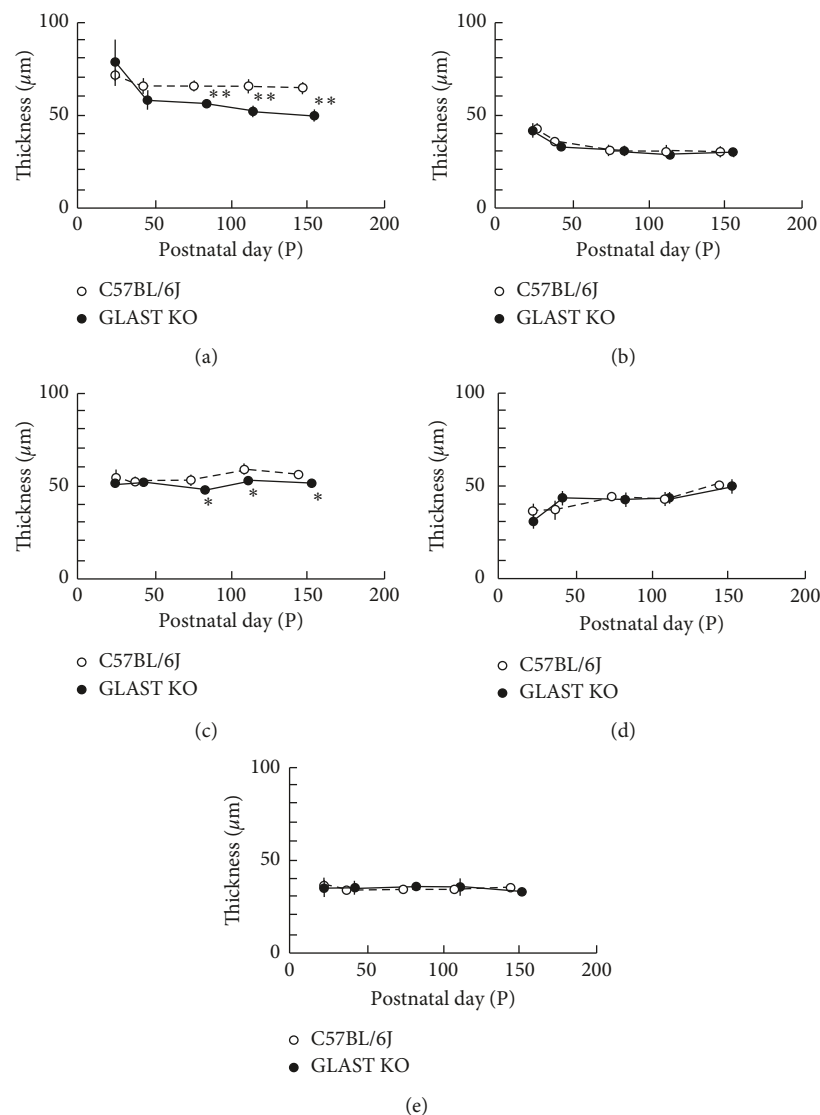 100
50
0
Thickness (μm)
∗∗
∗∗
∗∗
0 50 100 150 200
Postnatal day (P)
C57BL/6J
GLAST KO
(a)
100
50
0
Thickness (μm)
0 50 100 150 200
Postnatal day (P)
C57BL/6J
GLAST KO
(b)
100
50
0
Thickness (μm)
∗
∗
∗
0 50 100 150 200
Postnatal day (P)
C57BL/6J
GLAST KO
(c)
100
50
0
Thickness (μm)
0 50 100 150 200
Postnatal day (P)
C57BL/6J
GLAST KO
(d)
100
50
0
Thickness (μm)
0 50 100 150 200
Postnatal day (P)
C57BL/6J
GLAST KO
(e)